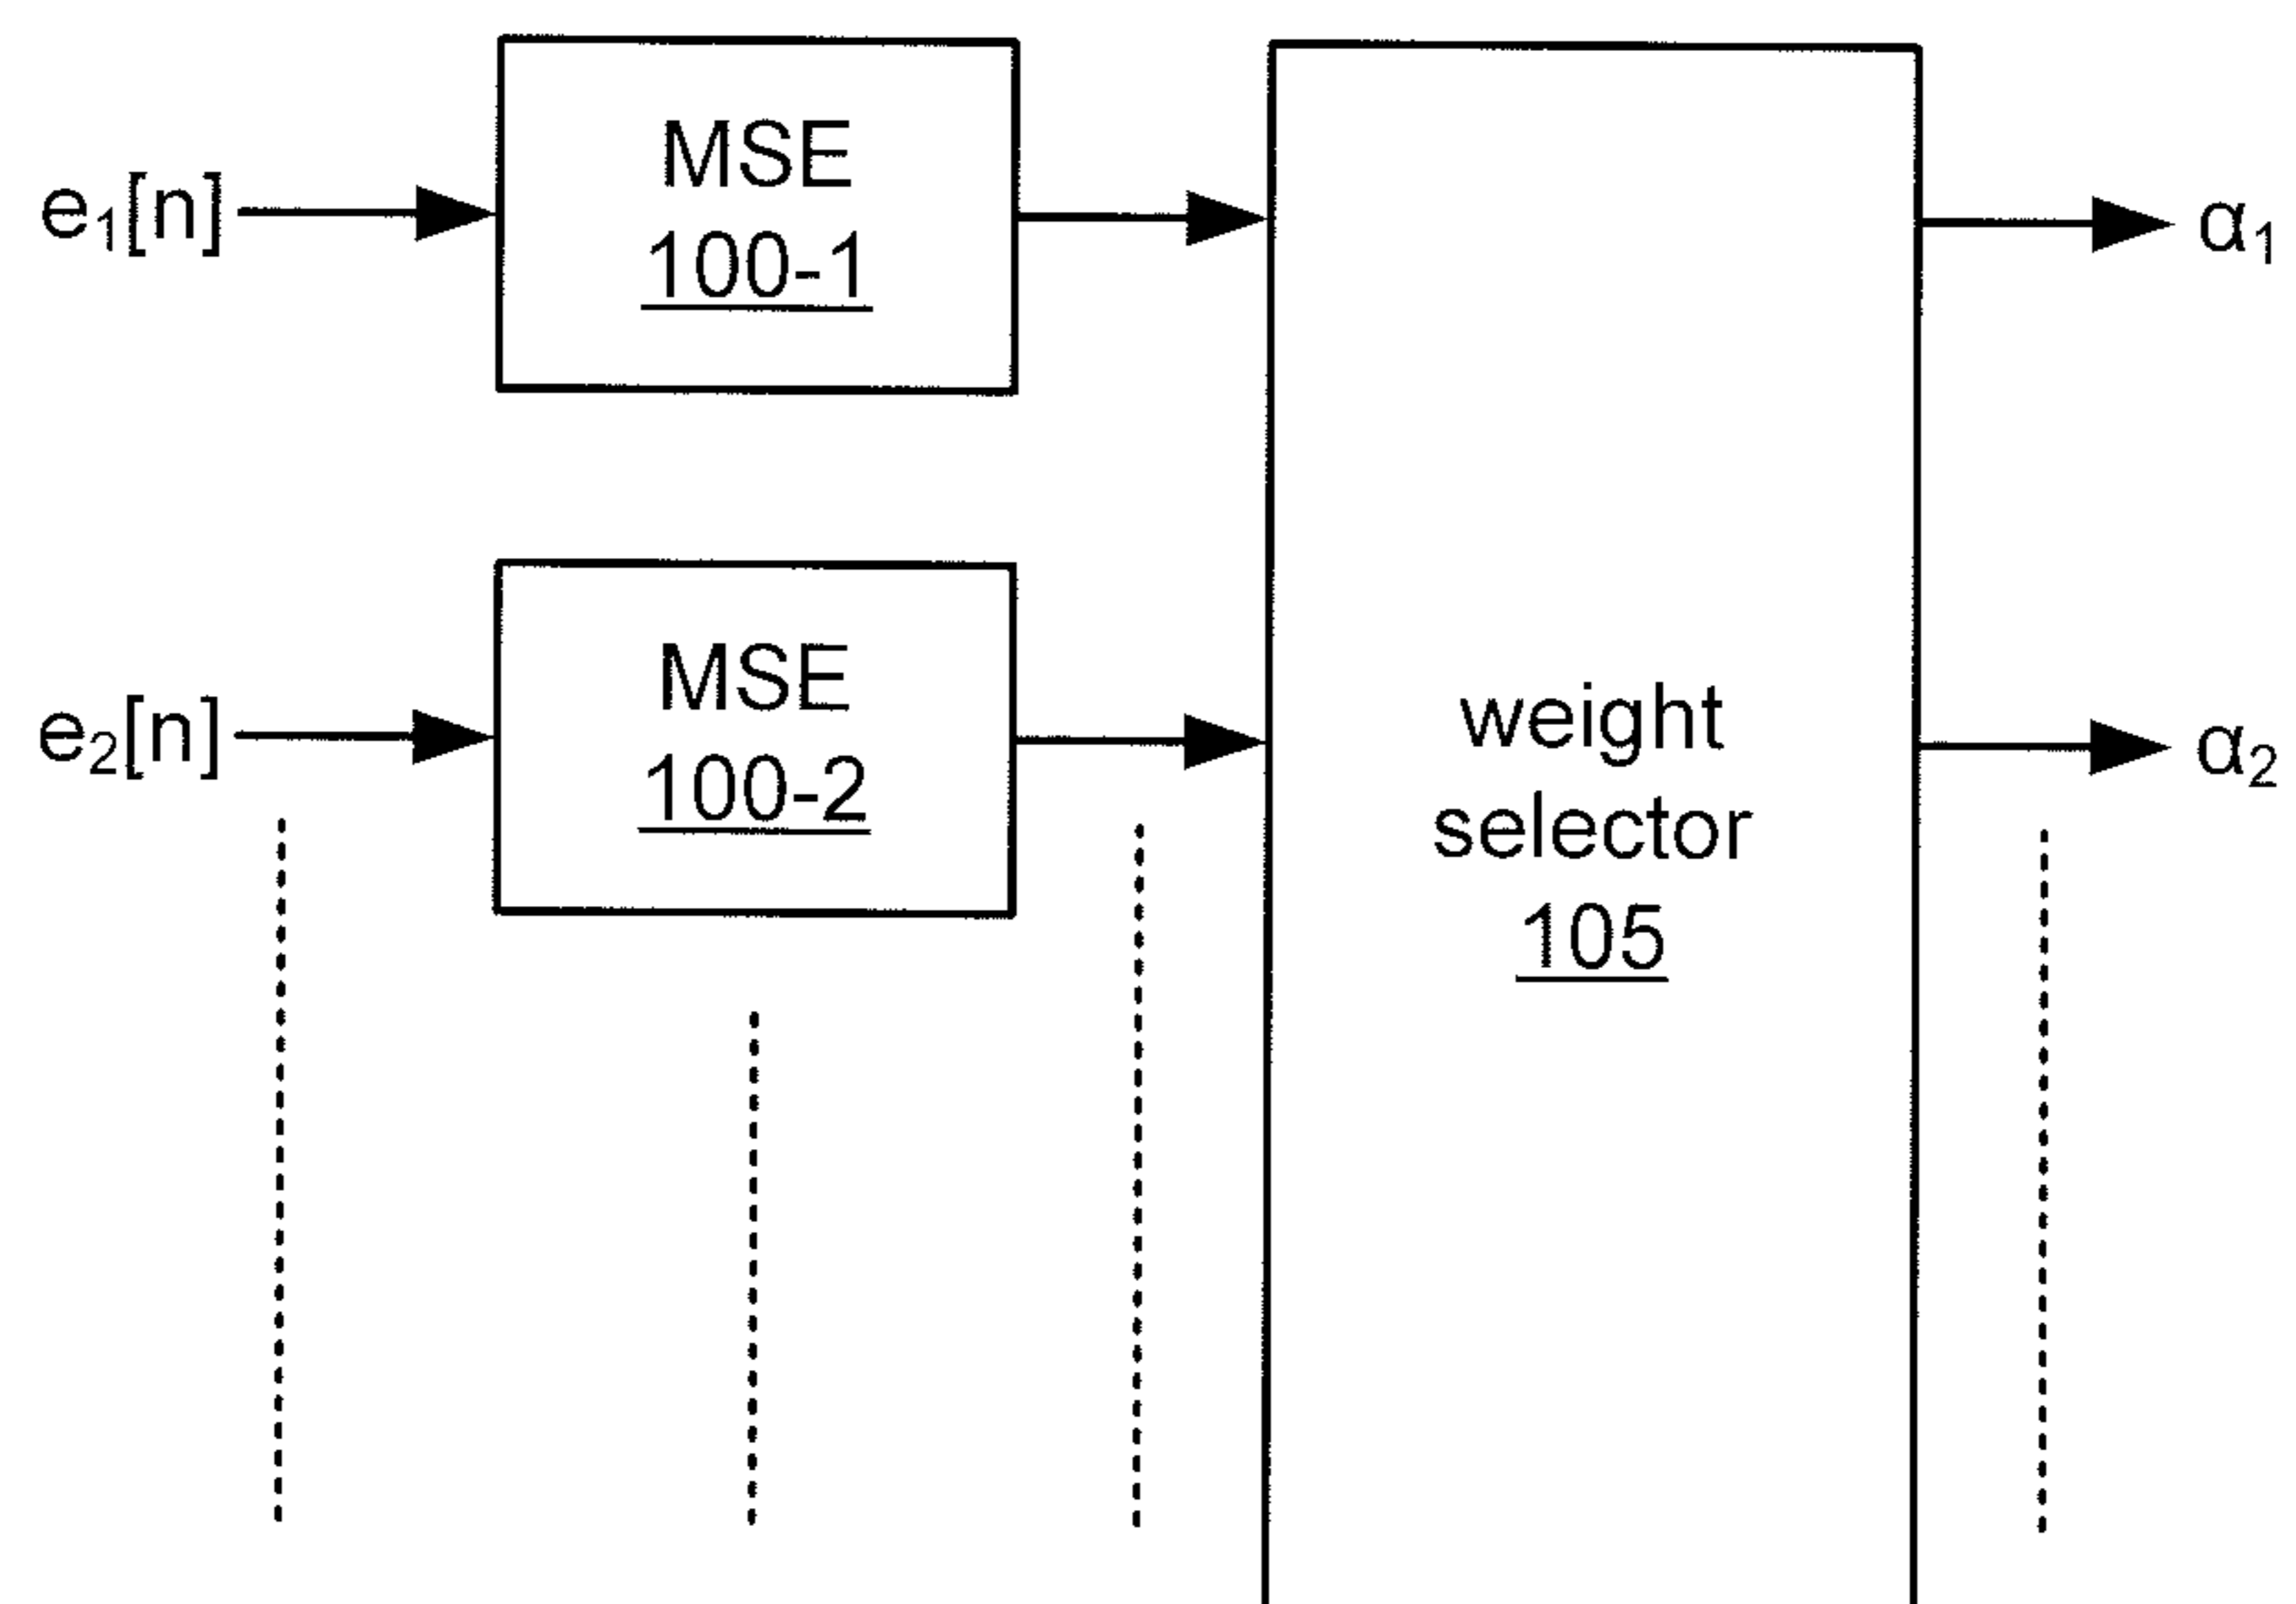 e₁[n]
MSE
100-1
α₁
e₂[n]
MSE
100-2
weight
selector
105
α₂